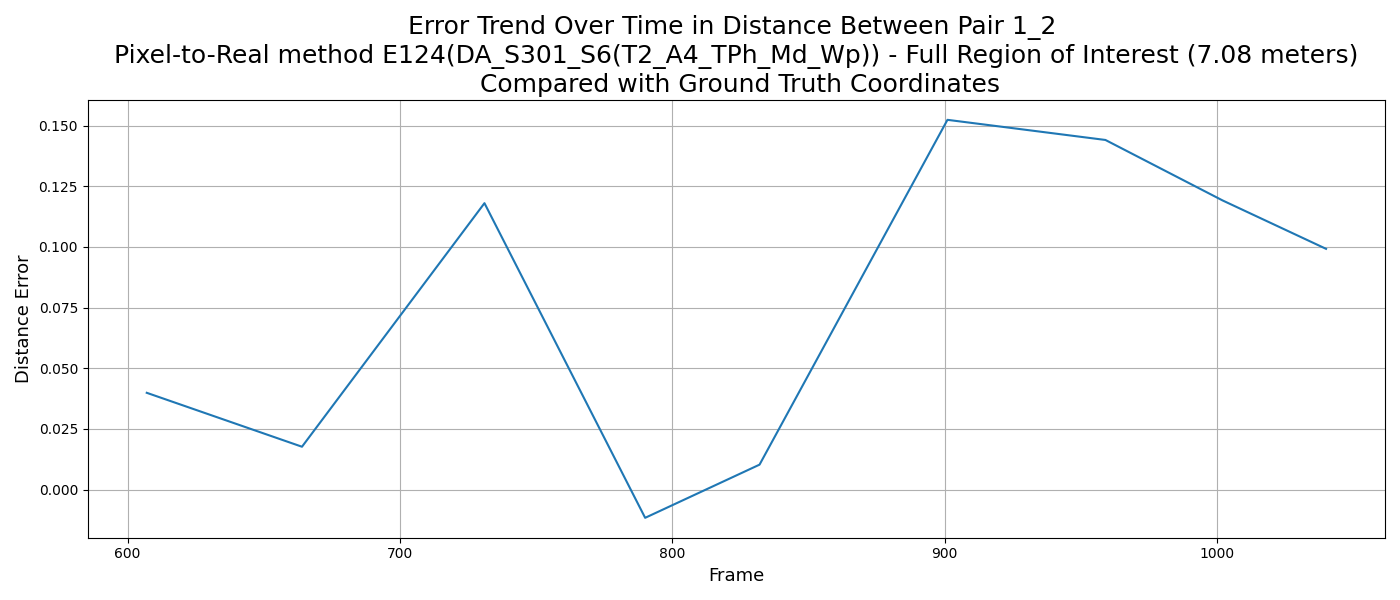 Error Trend Over Time in Distance Between Pair 1_2
Pixel-to-Real method E124(DA_S301_S6(T2_A4_TPh_Md_Wp)) - Full Region of Interest (7.08 meters)
Compared with Ground Truth Coordinates
0.150
0.125
0.100
0.075
0.050
0.025
0.000
Distance Error
600 700 800 900 1000
Frame